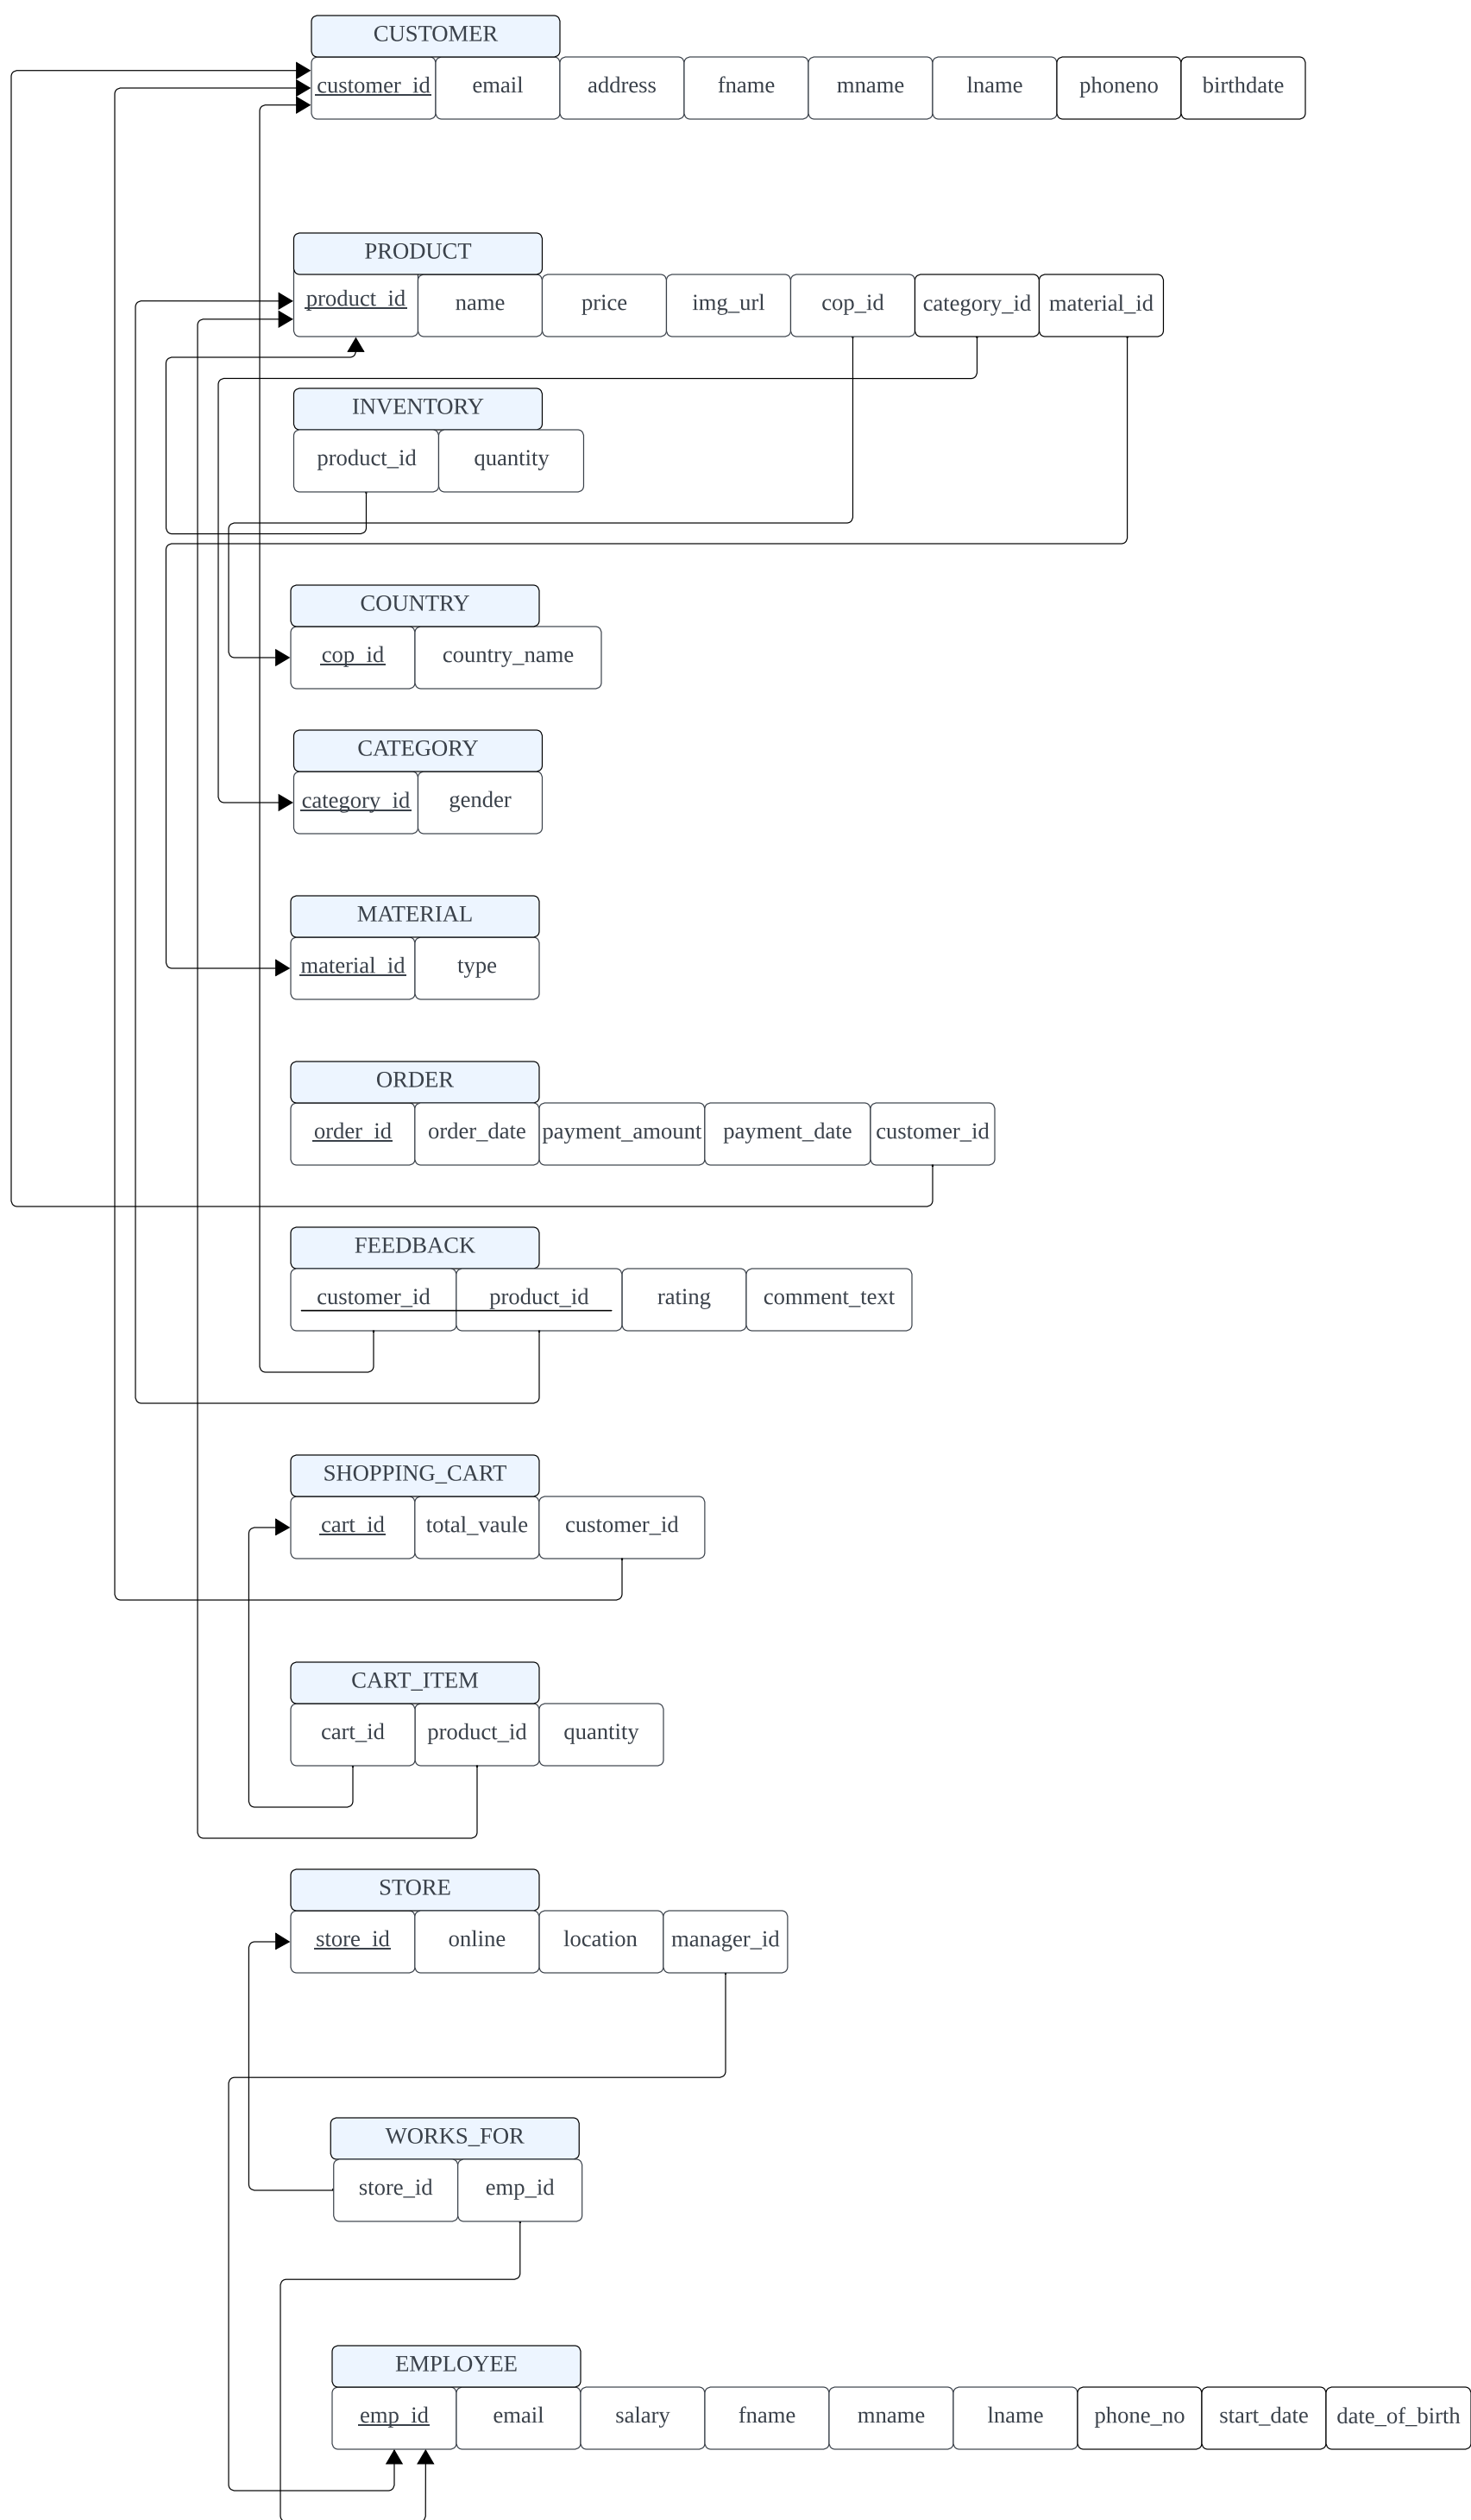 CUSTOMER
customer_id email address fname mname lname phoneno birthdate
PRODUCT
product_id name price img_url cop_id category_id material_id
INVENTORY
product_id quantity
COUNTRY
cop_id country_name
CATEGORY
category_id gender
MATERIAL
material_id type
ORDER
order_id order_date payment_amount payment_date customer_id
FEEDBACK
customer_id product_id rating comment_text
SHOPPING_CART
cart_id total_vaule customer_id
CART_ITEM
cart_id product_id quantity
STORE
store_id online location manager_id
WORKS_FOR
store_id emp_id
EMPLOYEE
emp_id email salary fname mname lname phone_no start_date date_of_birth